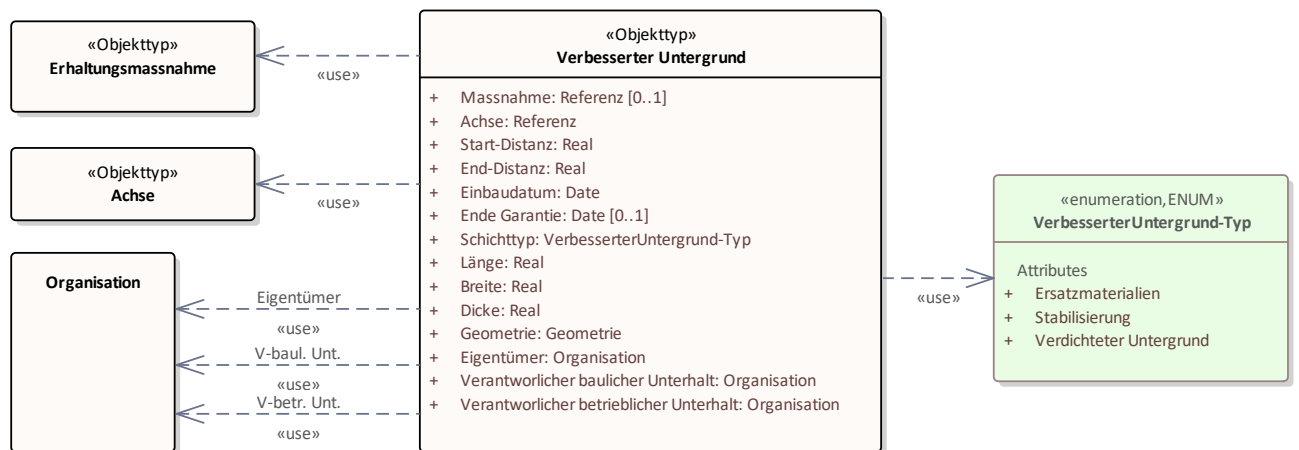 «Objekttyp»
Erhaltungsmassnahme
«use»
«Objekttyp»
Achse
«use»
Organisation
Eigentümer
«use»
V-baul. Unt.
«use»
V-betr. Unt.
«use»
«Objekttyp»
Verbesserter Untergrund
+ Massnahme: Referenz [0..1]
+ Achse: Referenz
+ Start-Distanz: Real
+ End-Distanz: Real
+ Einbaudatum: Date
+ Ende Garantie: Date [0..1]
+ Schichttyp: VerbesserterUntergrund-Typ
+ Länge: Real
+ Breite: Real
+ Dicke: Real
+ Geometrie: Geometrie
+ Eigentümer: Organisation
+ Verantworlicher baulicher Unterhalt: Organisation
+ Verantworlicher betrieblicher Unterhalt: Organisation
«use»
«enumeration,ENUM»
VerbesserterUntergrund-Typ
Attributes
+ Ersatzmaterialien
+ Stabilisierung
+ Verdichteter Untergrund